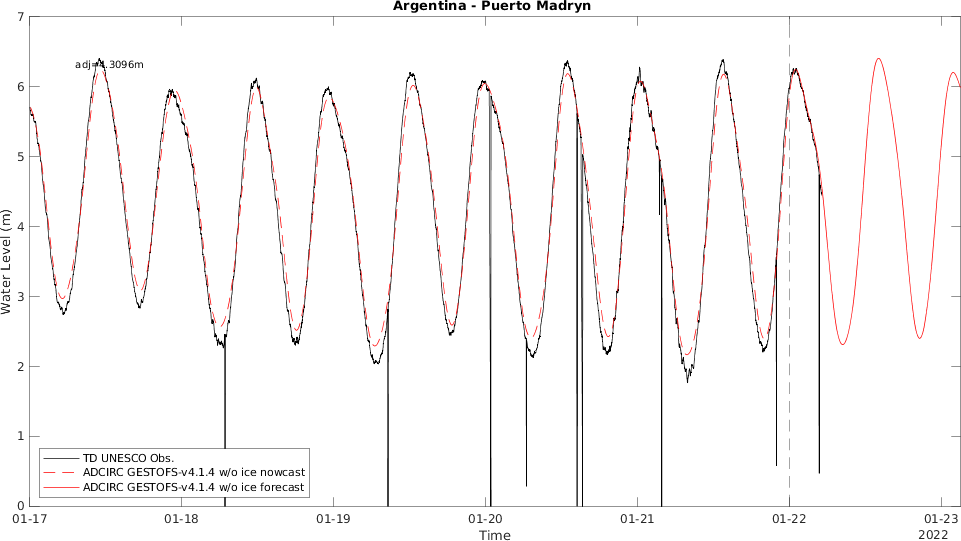 Argentina - Puerto Madryn
7
6
5
4
3
2
1
0
Water Level (m)
adj=4.3096m
TD UNESCO Obs.
ADCIRC GESTOFS-v4.1.4 w/o ice nowcast
ADCIRC GESTOFS-v4.1.4 w/o ice forecast
01-17 01-18 01-19 01-20 01-21 01-22 01-23
Time
2022